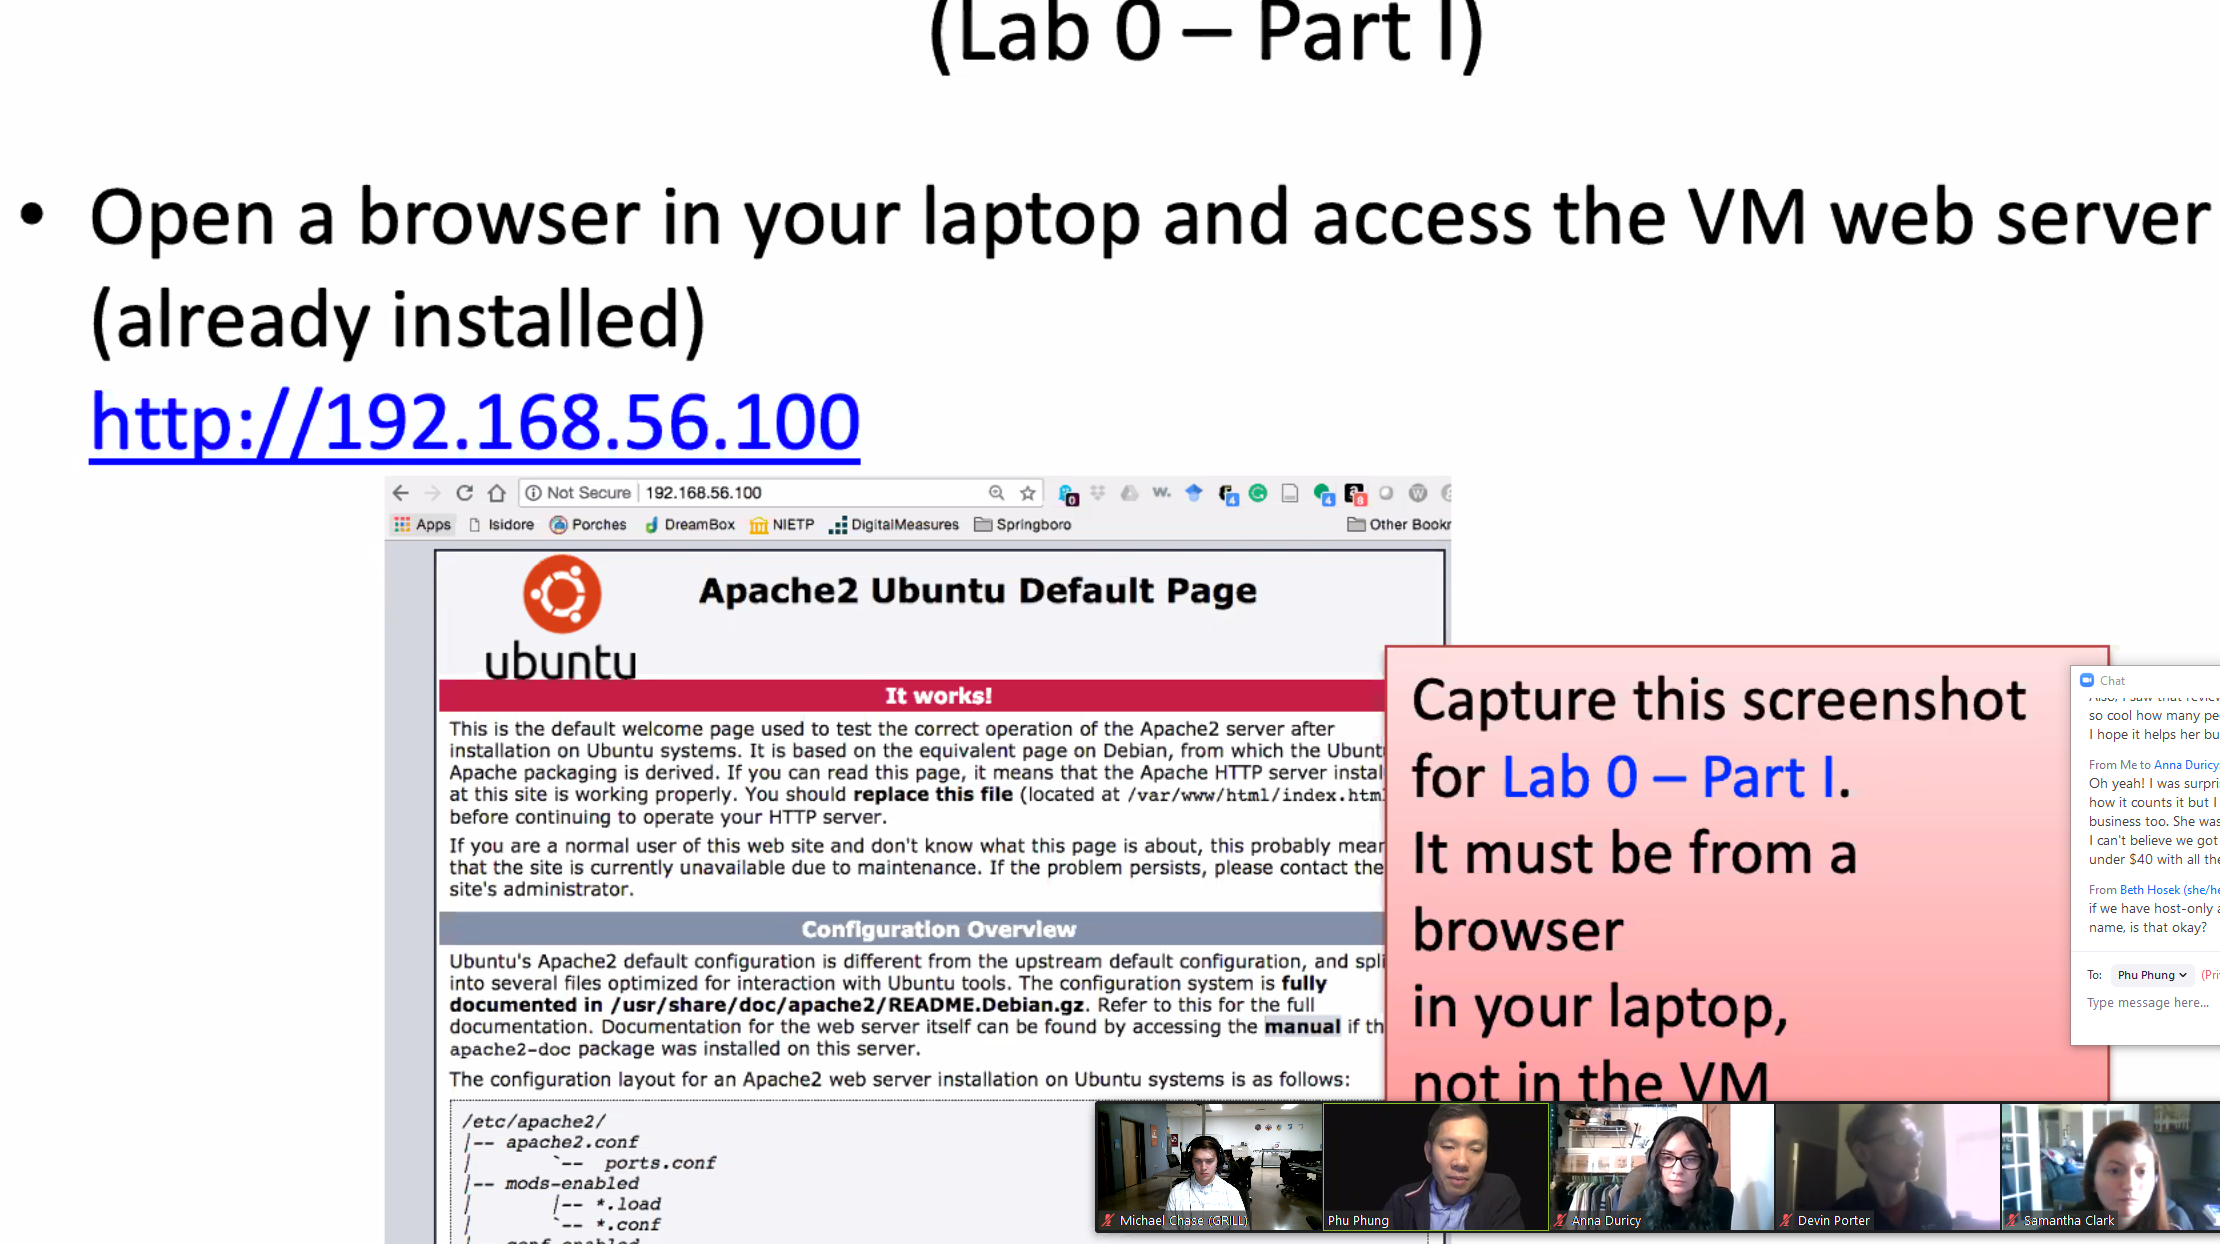 (Lab 0 – Part I)
• Open a browser in your laptop and access the VM web server
(already installed)
http://192.168.56.100
Not Secure 192.168.56.100
Apps Isidore Porches DreamBox NIETP DigitalMeasures Springboro Other Bookr
Apache2 Ubuntu Default Page
ubuntu
It works!
This is the default welcome page used to test the correct operation of the Apache2 server after
installation on Ubuntu systems. It is based on the equivalent page on Debian, from which the Ubunt
Apache packaging is derived. If you can read this page, it means that the Apache HTTP server instal
at this site is working properly. You should replace this file (located at /var/www/html/index.htm
before continuing to operate your HTTP server.
If you are a normal user of this web site and don't know what this page is about, this probably mear
that the site is currently unavailable due to maintenance. If the problem persists, please contact the
site's administrator.
Configuration Overview
Ubuntu's Apache2 default configuration is different from the upstream default configuration, and spli
into several files optimized for interaction with Ubuntu tools. The configuration system is fully
documented in /usr/share/doc/apache2/README.Debian.gz. Refer to this for the full
documentation. Documentation for the web server itself can be found by accessing the manual if th
apache2-doc package was installed on this server.
The configuration layout for an Apache2 web server installation on Ubuntu systems is as follows:
/etc/apache2/
|-- apache2.conf
| `-- ports.conf
|-- mods-enabled
| |-- *.load
| `-- *.conf
Capture this screenshot
for Lab 0 – Part I.
It must be from a
browser
in your laptop,
not in the VM
Chat
so cool how many pe
I hope it helps her bu
From Me to Anna Duricy
Oh yeah! I was surpri
how it counts it but I
business too. She was
I can't believe we got
under $40 with all the
From Beth Hosek (she/he
if we have host-only a
name, is that okay?
To: Phu Phung (Pri
Type message here...
Michael Chase (GRILL)
Phu Phung
Anna Duricy
Devin Porter
Samantha Clark